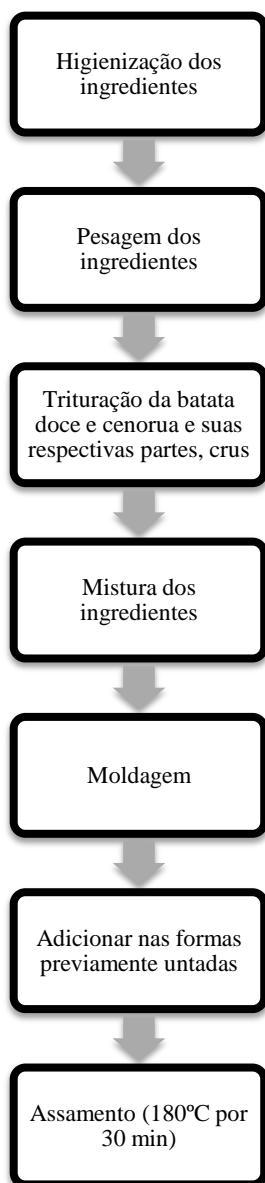 Higienização dos
ingredientes
Pesagem dos
ingredientes
Trituração da batata
doce e cenorua e suas
respectivas partes, crus
Mistura dos
ingredientes
Moldagem
Adicionar nas formas
previamente untadas
Assamento (180ºC por
30 min)